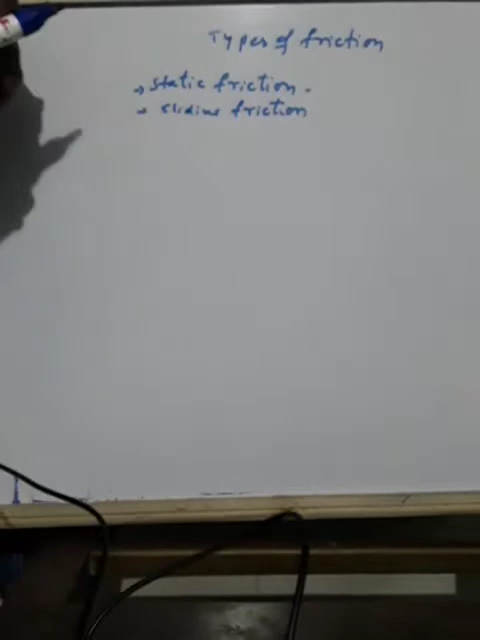 Types of friction
→ static friction.
→ sliding friction